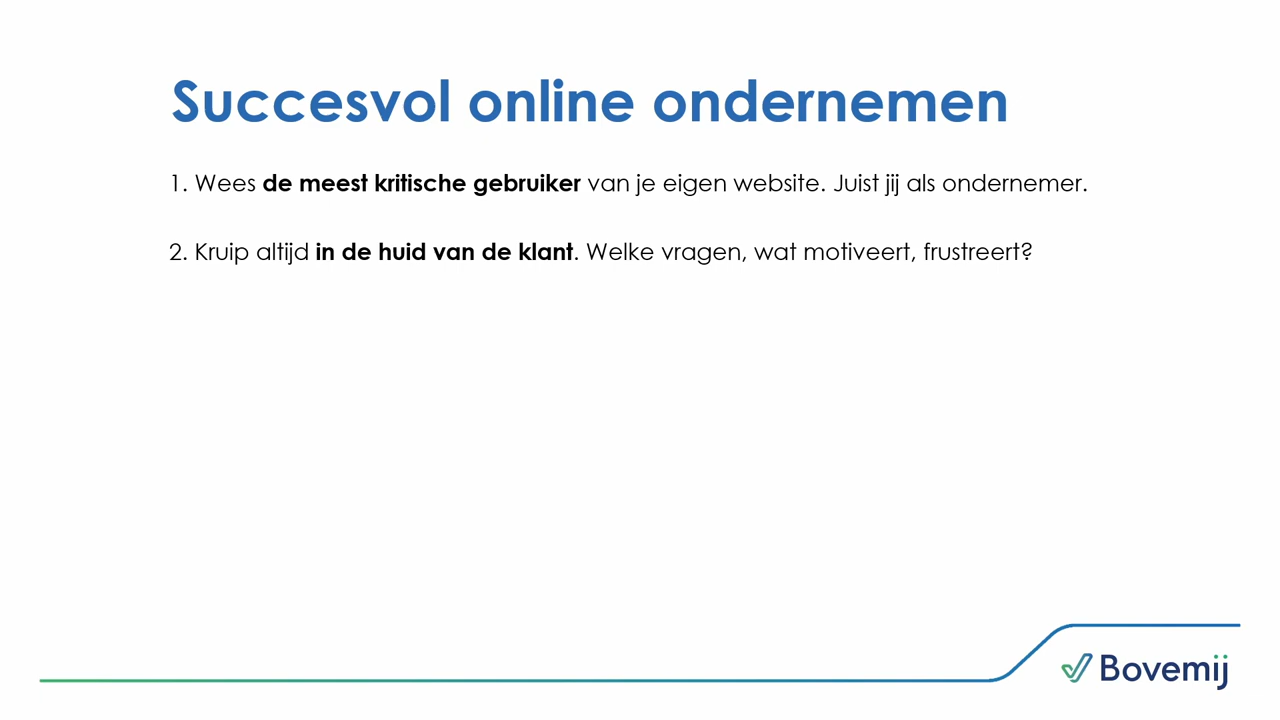 Succesvol online ondernemen
1. Wees de meest kritische gebruiker van je eigen website. Juist jij als ondernemer.
2. Kruip altijd in de huid van de klant. Welke vragen, wat motiveert, frustreert?
Bovemij